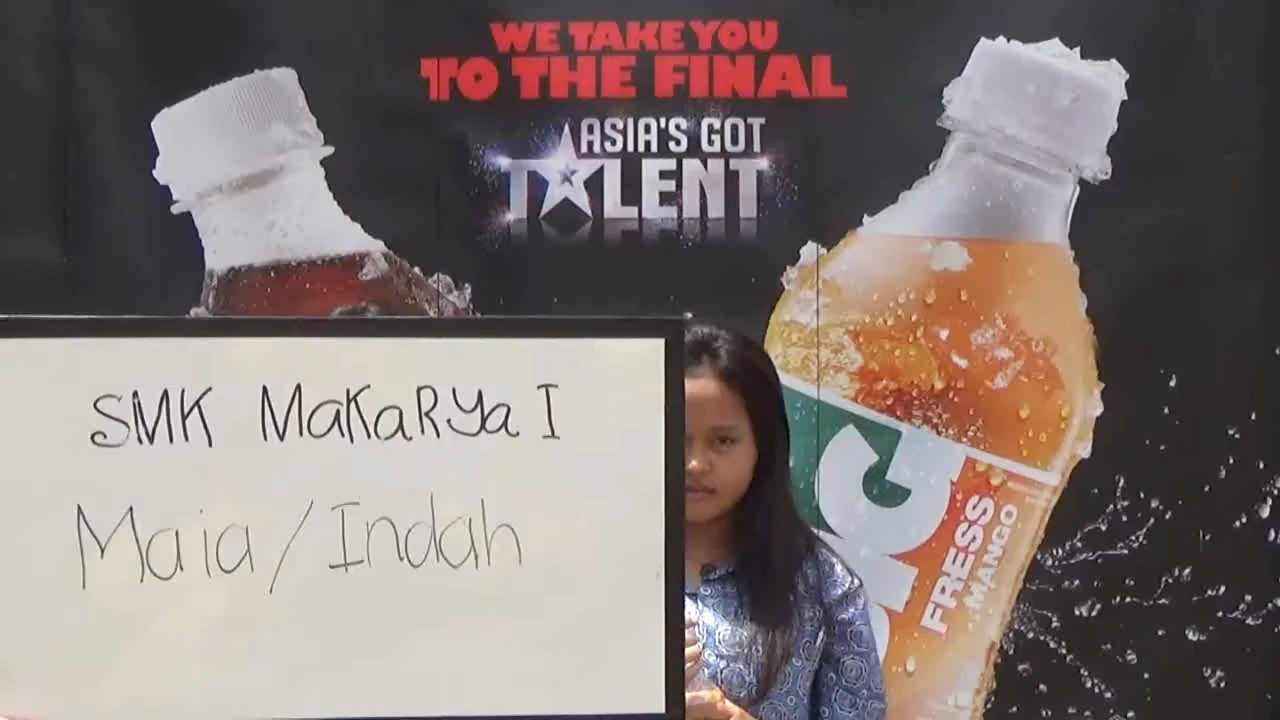 WE TAKE YOU
TO THE FINAL
ASIA'S GOT
TALENT
SMK MaKaRYa I
Maia/Indah
FRESS
MANGO